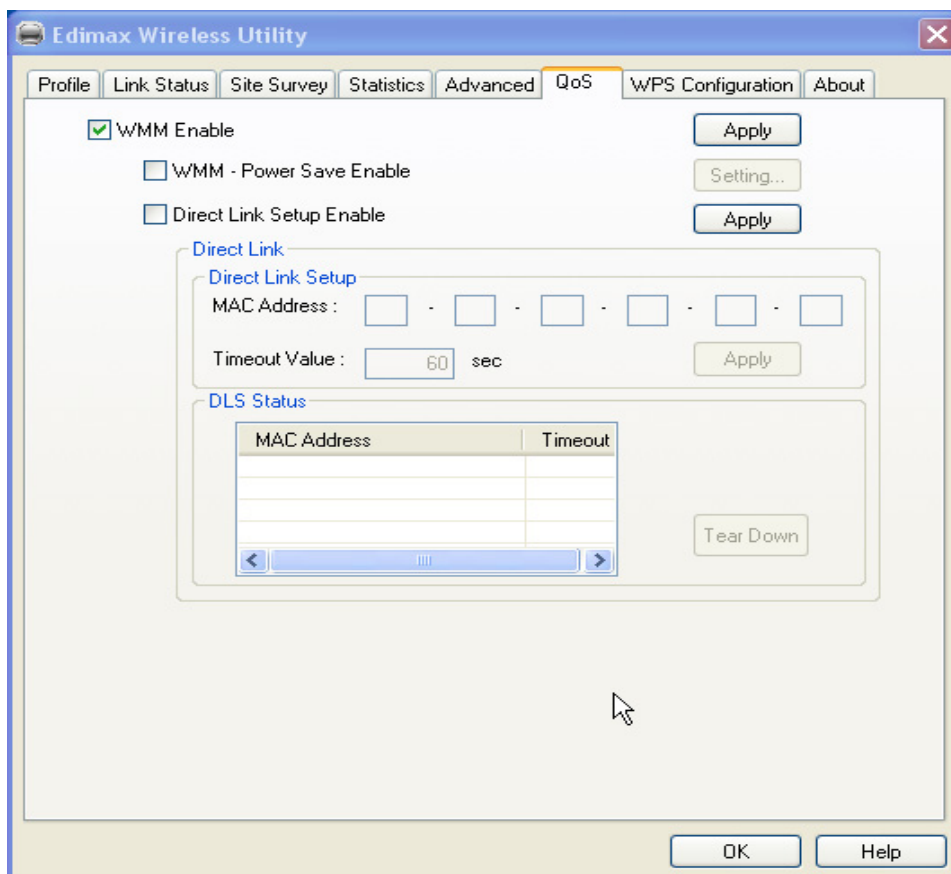 Edimax Wireless Utility
Profile Link Status Site Survey Statistics Advanced QoS WPS Configuration About
WMM Enable Apply
WMM - Power Save Enable Setting...
Direct Link Setup Enable Apply
Direct Link
Direct Link Setup
MAC Address : - - - - -
Timeout Value : 60 sec Apply
DLS Status
MAC Address Timeout
Tear Down
OK Help